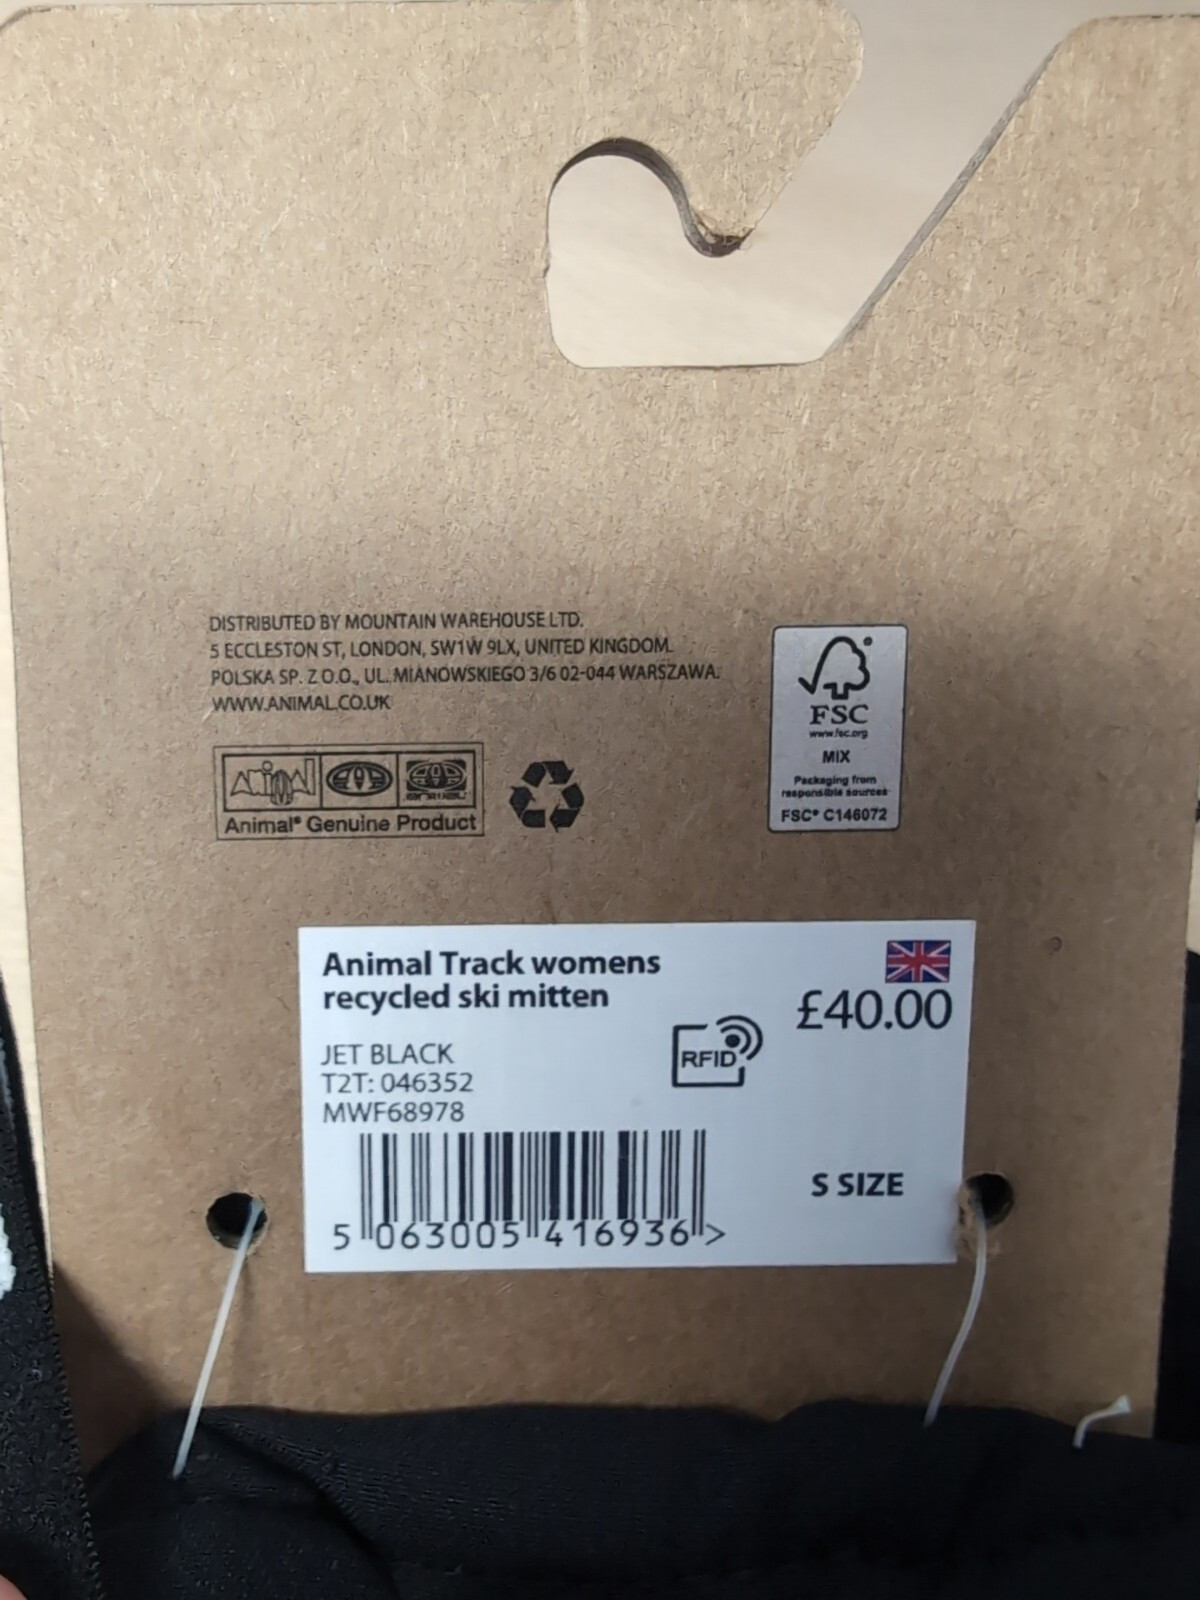 DISTRIBUTED BY MOUNTAIN WAREHOUSE LTD.
5 ECCLESTON ST, LONDON, SW1W 9LX, UNITED KINGDOM.
POLSKA SP. Z O.O., UL. MIANOWSKIEGO 3/6 02-044 WARSZAWA.
WWW.ANIMAL.CO.UK
ANIMAL
ANIMAL
Animal® Genuine Product
FSC
www.fsc.org
MIX
Packaging from
responsible sources
FSC® C146072
Animal Track womens
recycled ski mitten
£40.00
JET BLACK
RFID
T2T: 046352
MWF68978
S SIZE
5 063005 416936 >